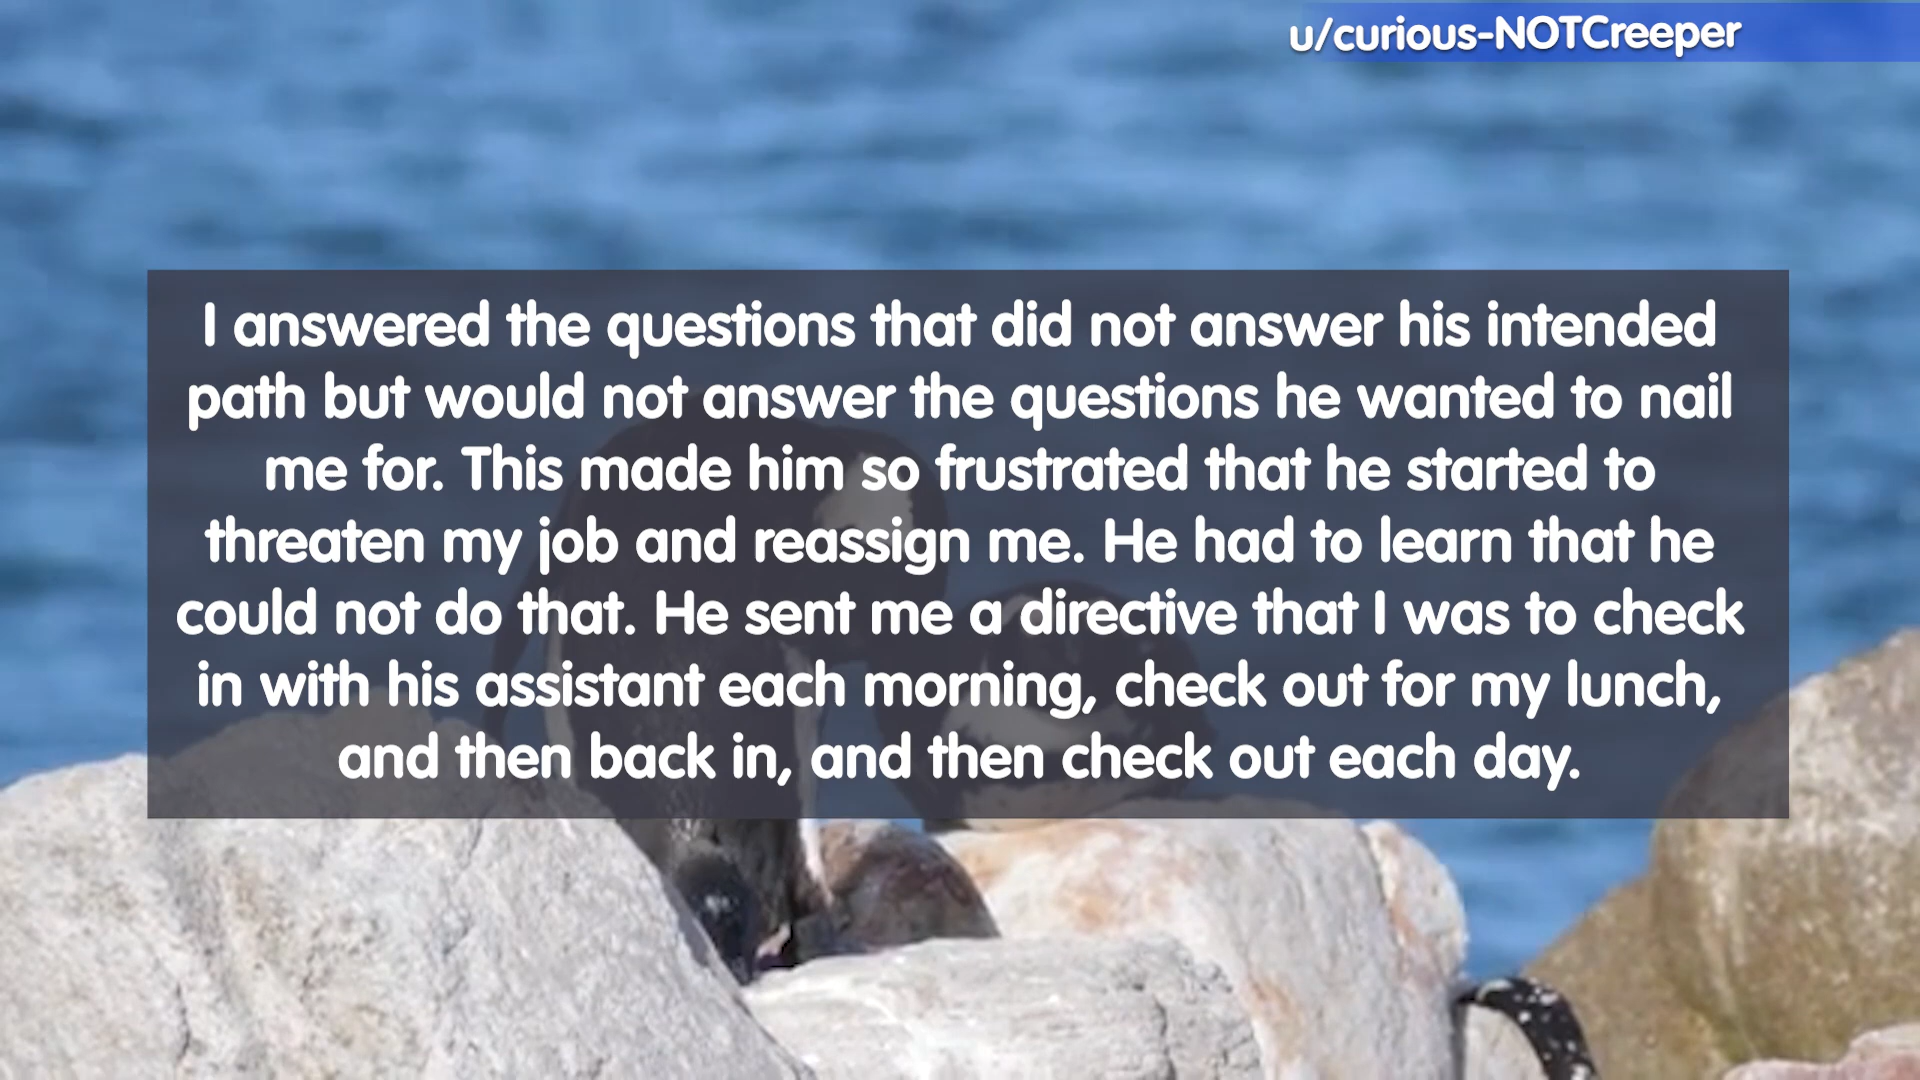 u/curious-NOTCreeper
I answered the questions that did not answer his intended
path but would not answer the questions he wanted to nail
me for. This made him so frustrated that he started to
threaten my job and reassign me. He had to learn that he
could not do that. He sent me a directive that I was to check
in with his assistant each morning, check out for my lunch,
and then back in, and then check out each day.